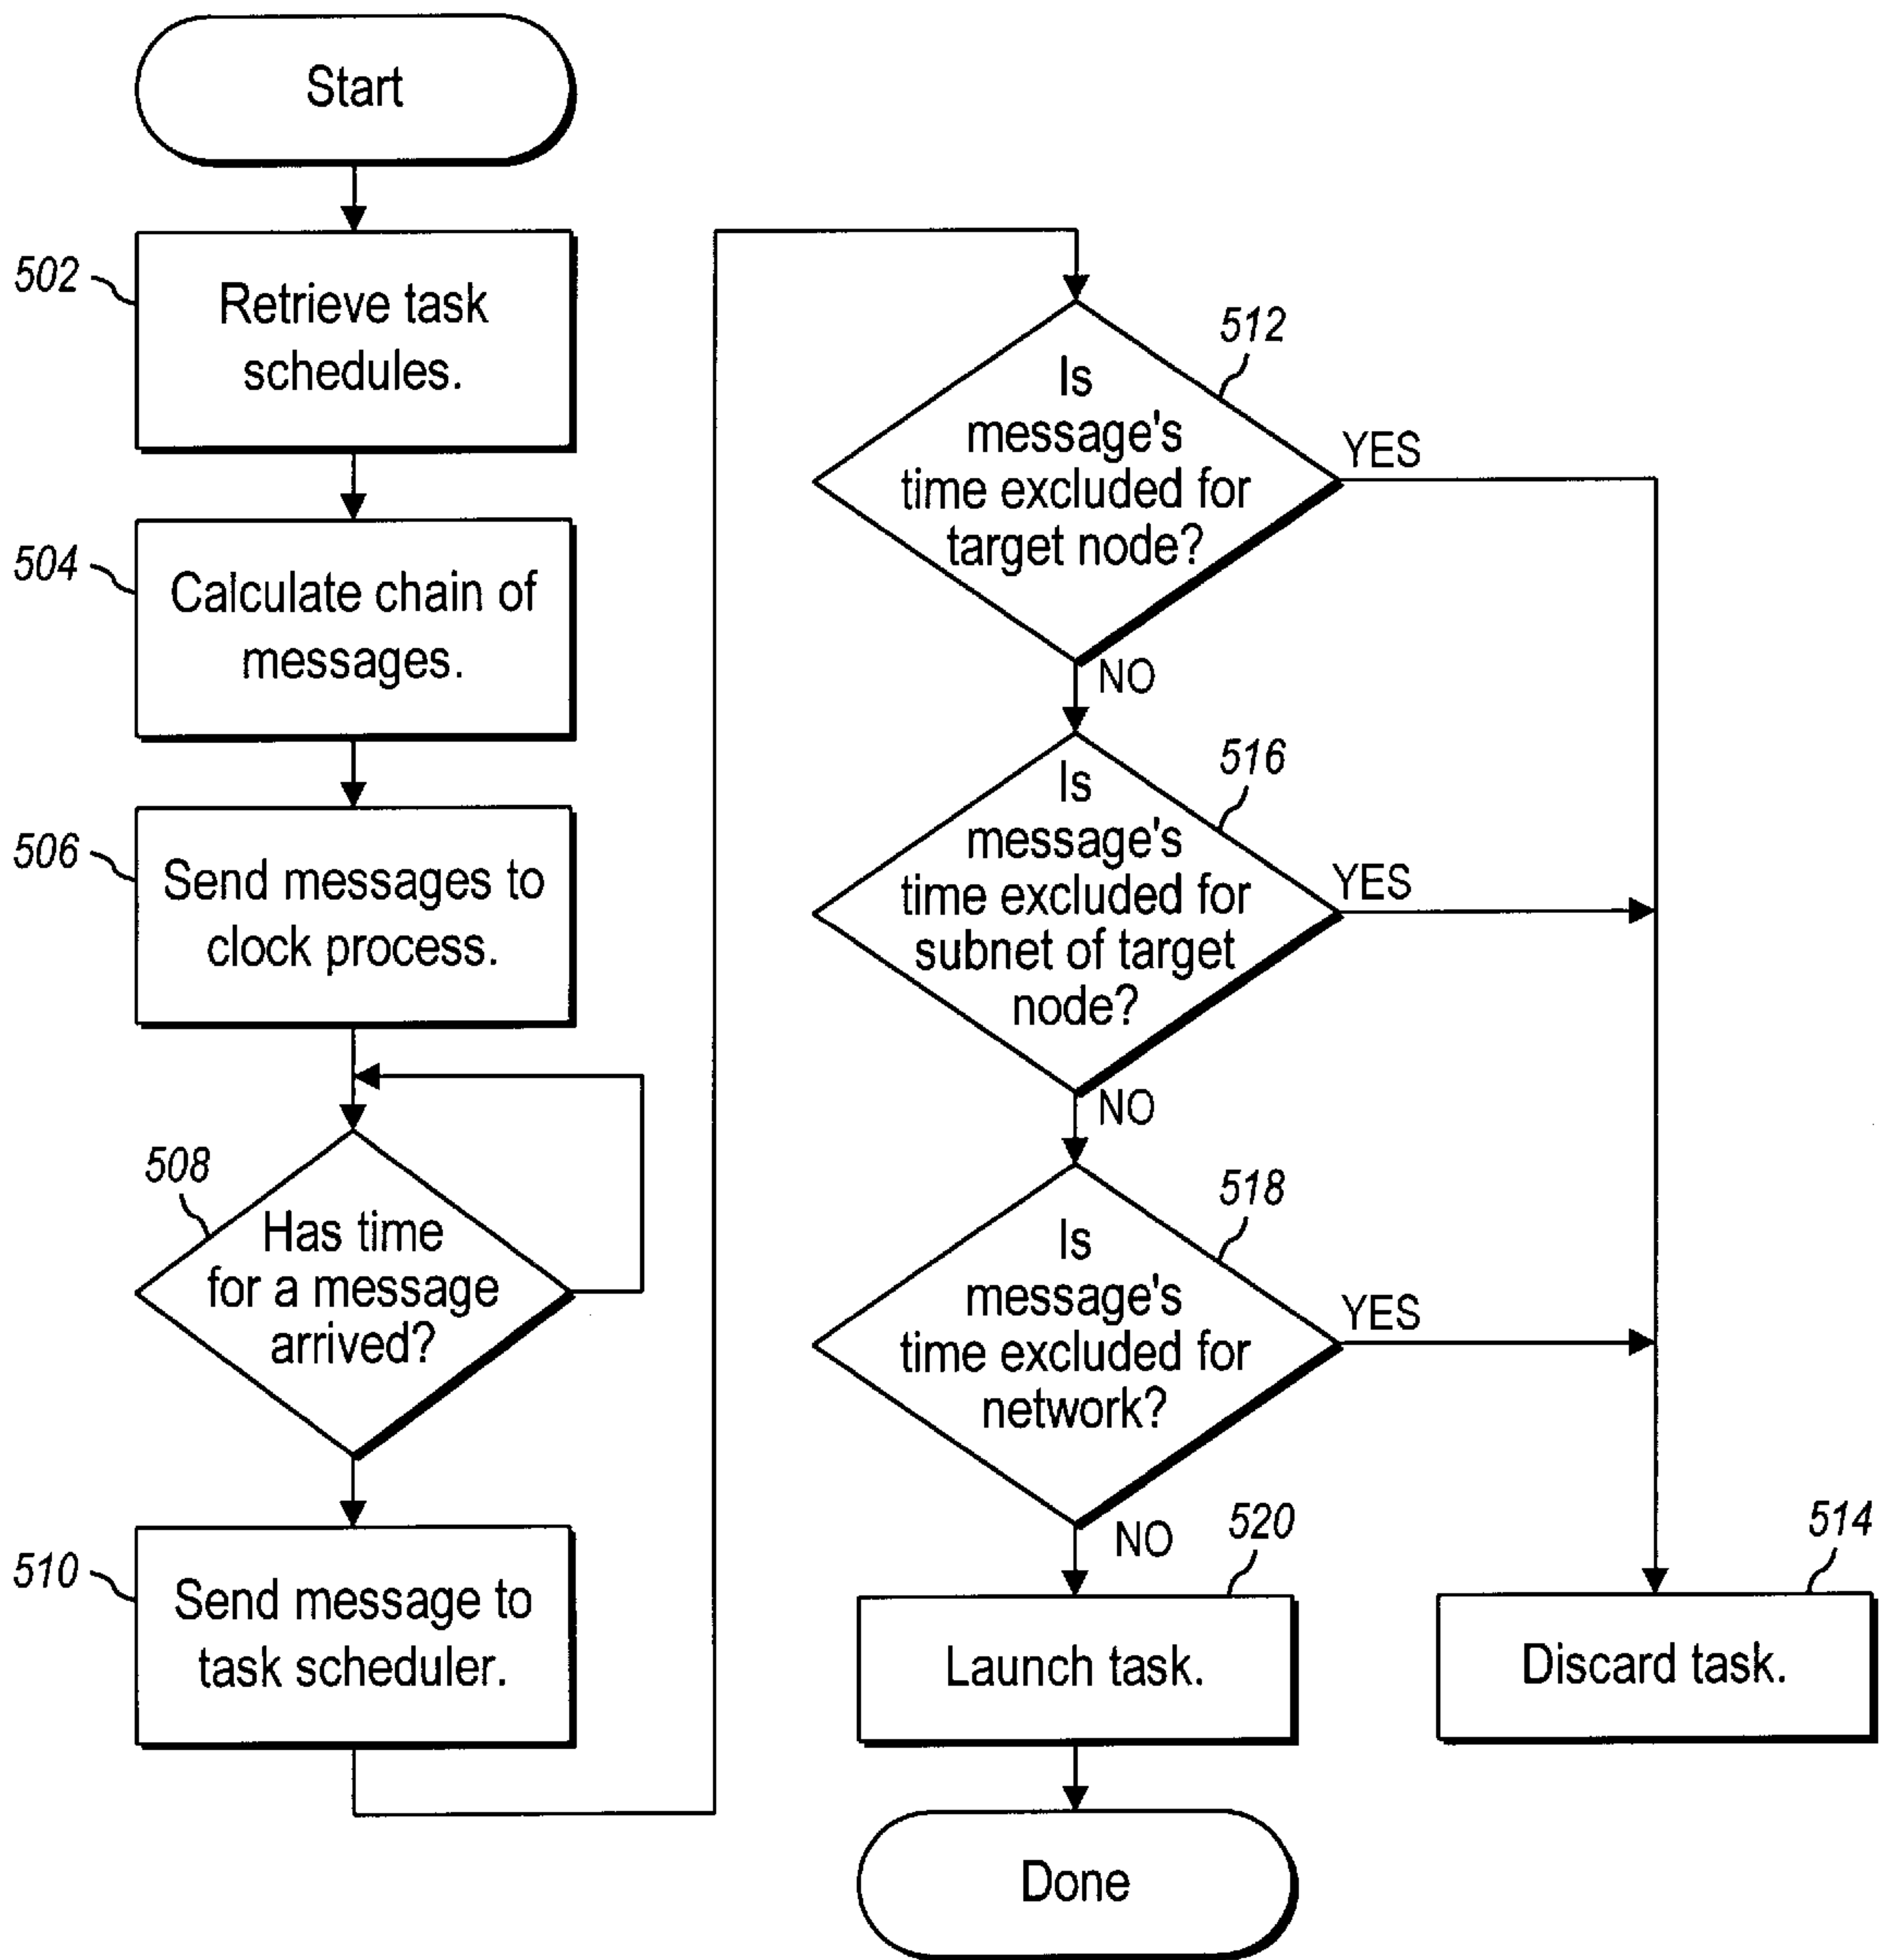 Start
502
Retrieve task
schedules.
504
Calculate chain of
messages.
506
Send messages to
clock process.
508
Has time
for a message
arrived?
510
Send message to
task scheduler.
512
Is
message's
time excluded for
target node?
YES
NO
516
Is
message's
time excluded for
subnet of target
node?
YES
NO
518
Is
message's
time excluded for
network?
YES
NO
520
Launch task.
514
Discard task.
Done